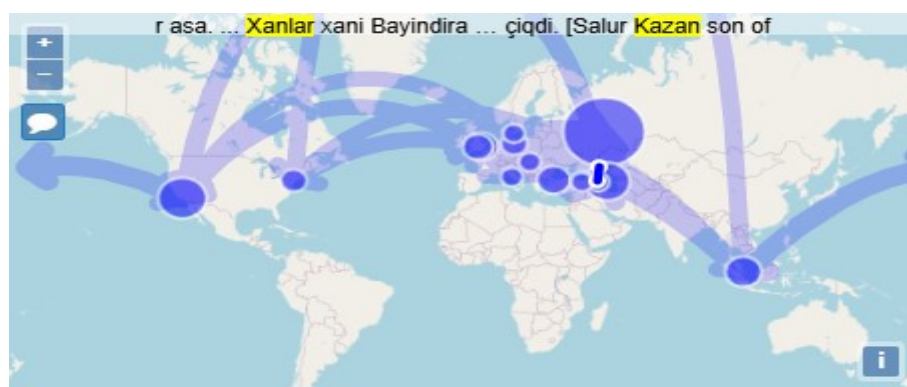 r asa. ... Xanlar xani Bayindira ... çiqdi. [Salur Kazan son of
+
−
i